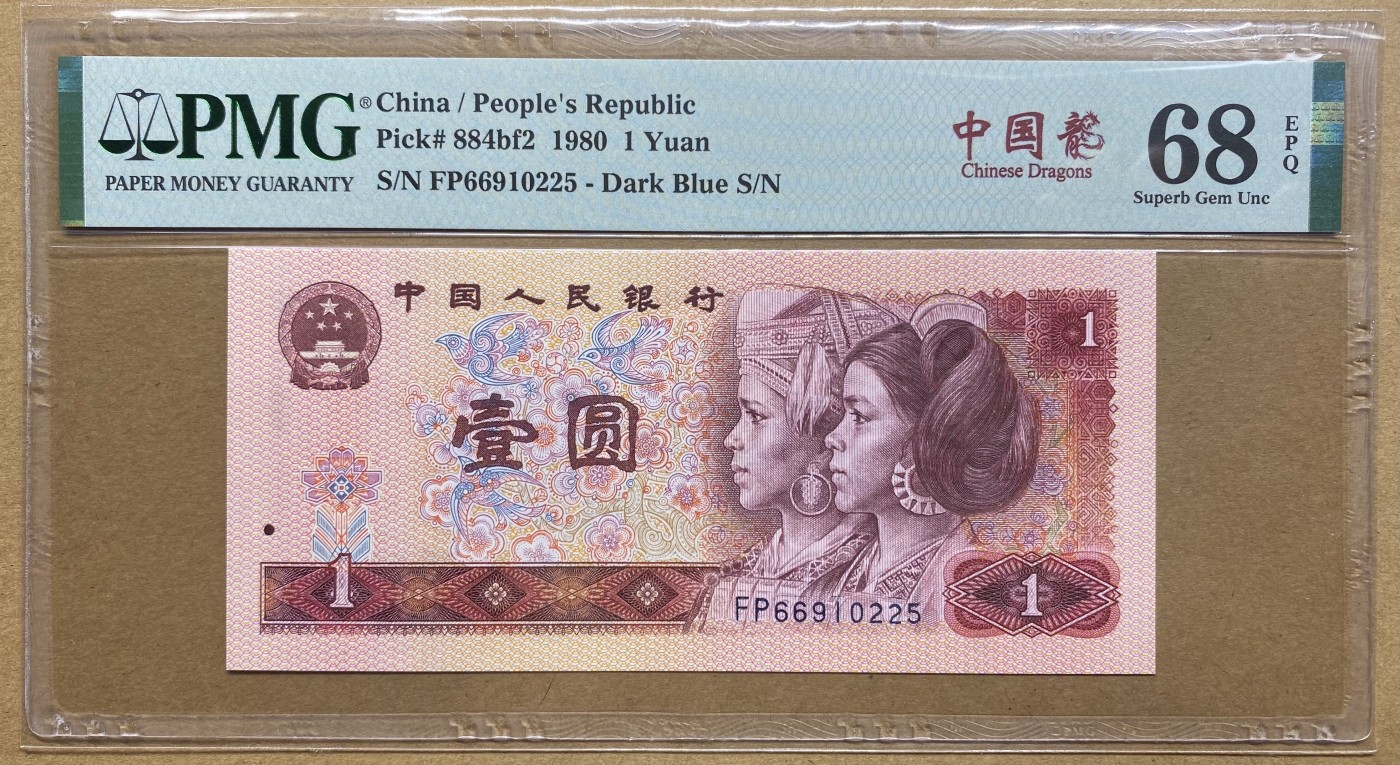 PMG®
PAPER MONEY GUARANTY
China / People's Republic
Pick# 884bf2 1980 1 Yuan
S/N FP66910225 - Dark Blue S/N
中国龙
Chinese Dragons
68
EPQ
Superb Gem Unc
中国人民银行
1
壹圆
1
FP66910225
1